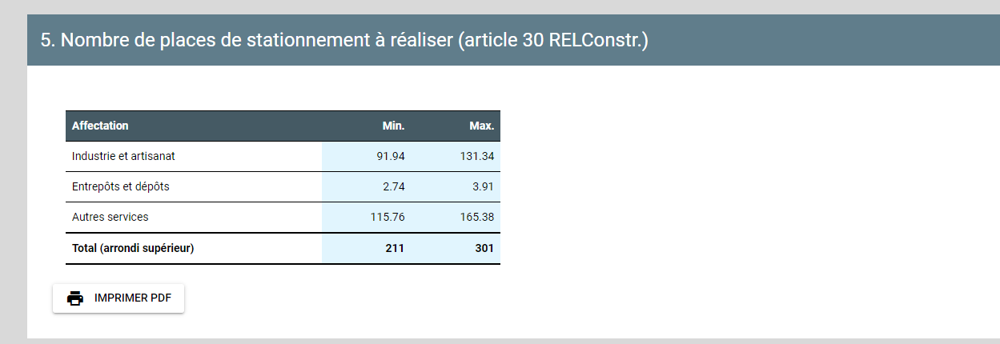 5. Nombre de places de stationnement à réaliser (article 30 RELConstr.)
Affectation Min. Max.
Industrie et artisanat 91.94 131.34
Entrepôts et dépôts 2.74 3.91
Autres services 115.76 165.38
Total (arrondi supérieur) 211 301
IMPRIMER PDF